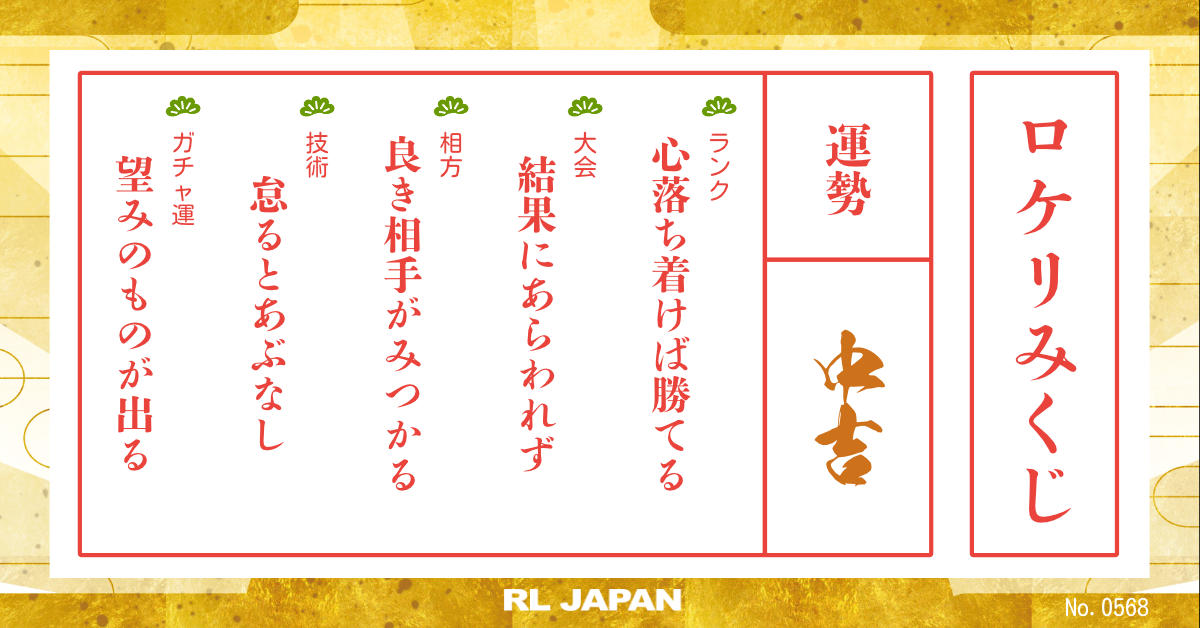 ロケリみくじ
運勢
中吉
ランク
心落ち着けば勝てる
大会
結果にあらわれず
相方
良き相手がみつかる
技術
怠るとあぶなし
ガチャ運
望みのものが出る
RL JAPAN
No. 0568